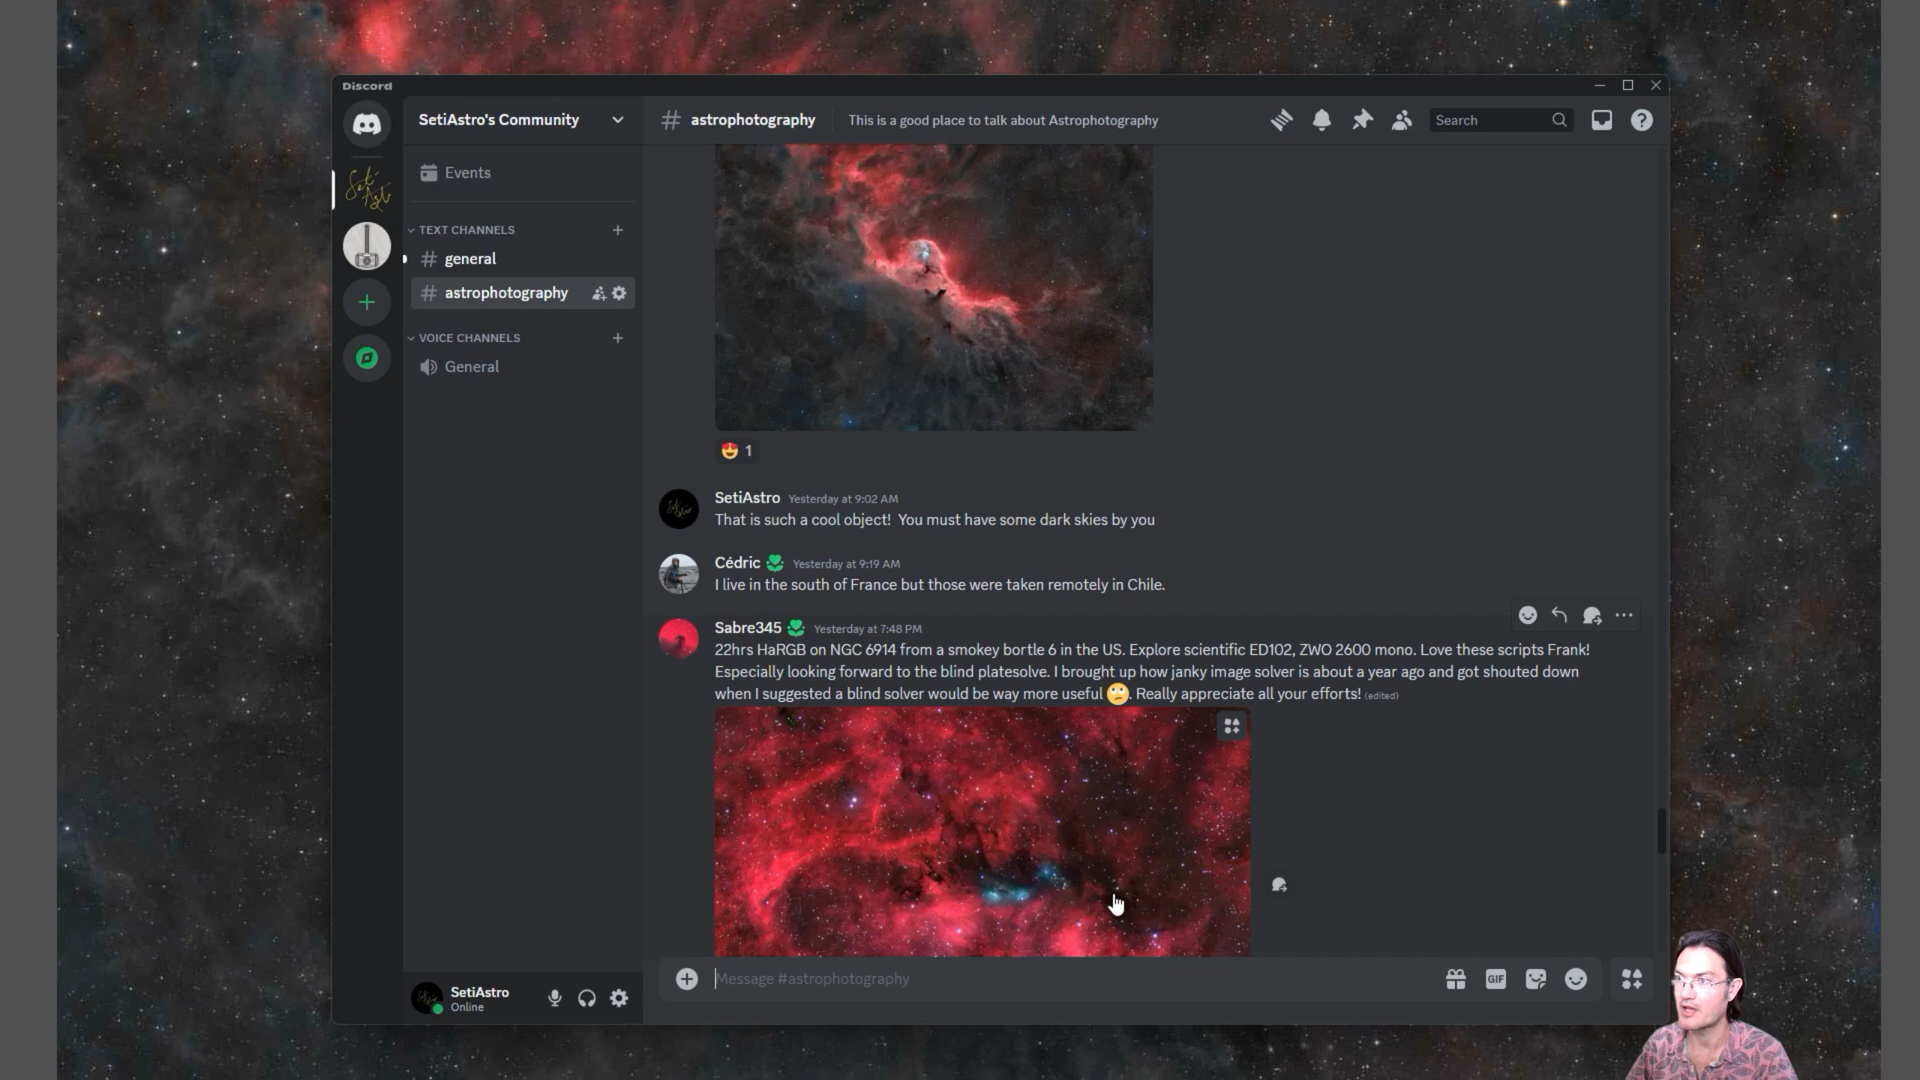 Discord
SetiAstro's Community
astrophotography
This is a good place to talk about Astrophotography
Search
Events
TEXT CHANNELS
general
astrophotography
VOICE CHANNELS
General
1
SetiAstro Yesterday at 9:02 AM
That is such a cool object! You must have some dark skies by you
Cédric Yesterday at 9:19 AM
I live in the south of France but those were taken remotely in Chile.
Sabre345 Yesterday at 7:48 PM
22hrs HaRGB on NGC 6914 from a smokey bortle 6 in the US. Explore scientific ED102, ZWO 2600 mono. Love these scripts Frank!
Especially looking forward to the blind platesolve. I brought up how janky image solver is about a year ago and got shouted down
when I suggested a blind solver would be way more useful 🙄. Really appreciate all your efforts! (edited)
Message #astrophotography
GIF
SetiAstro
Online